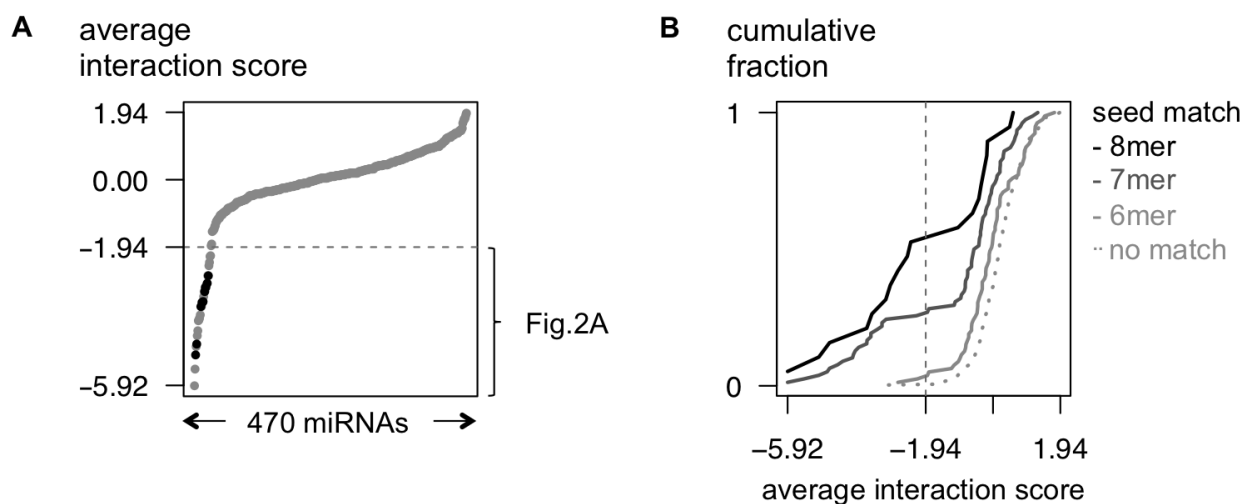 A
average
interaction score
1.94
0.00
−1.94
−5.92
Fig.2A
470 miRNAs
B
cumulative
fraction
1
0
−5.92
−1.94
1.94
average interaction score
seed match
- 8mer
- 7mer
- 6mer
·· no match